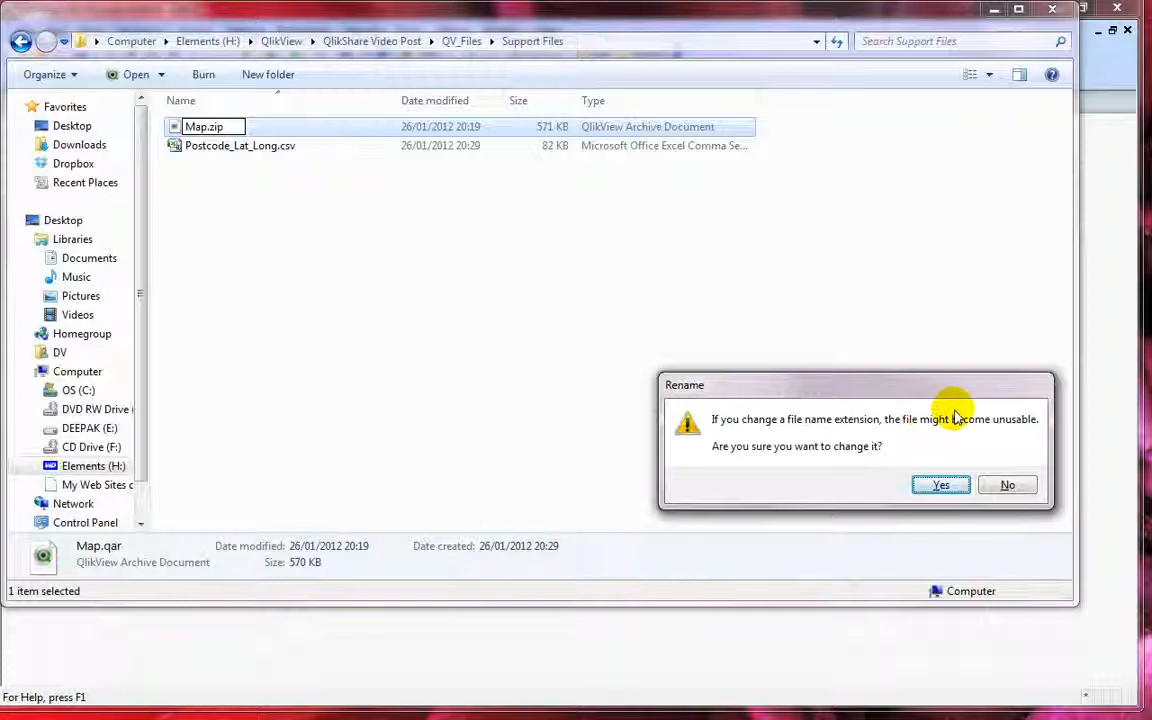 Computer Elements (H:) QlikView QlikShare Video Post QV_Files Support Files Search Support Files
Organize Open Burn New folder
Name Date modified Size Type
Map.zip 26/01/2012 20:19 571 KB QlikView Archive Document
Postcode_Lat_Long.csv 26/01/2012 20:29 82 KB Microsoft Office Excel Comma Se...
Favorites
Desktop
Downloads
Dropbox
Recent Places
Desktop
Libraries
Documents
Music
Pictures
Videos
Homegroup
DV
Computer
OS (C:)
DVD RW Drive
DEEPAK (E:)
CD Drive (F:)
Elements (H:)
My Web Sites
Network
Control Panel
Rename
If you change a file name extension, the file might become unusable.
Are you sure you want to change it?
Yes No
Map.qar Date modified: 26/01/2012 20:19 Date created: 26/01/2012 20:29
QlikView Archive Document Size: 570 KB
1 item selected Computer
For Help, press F1